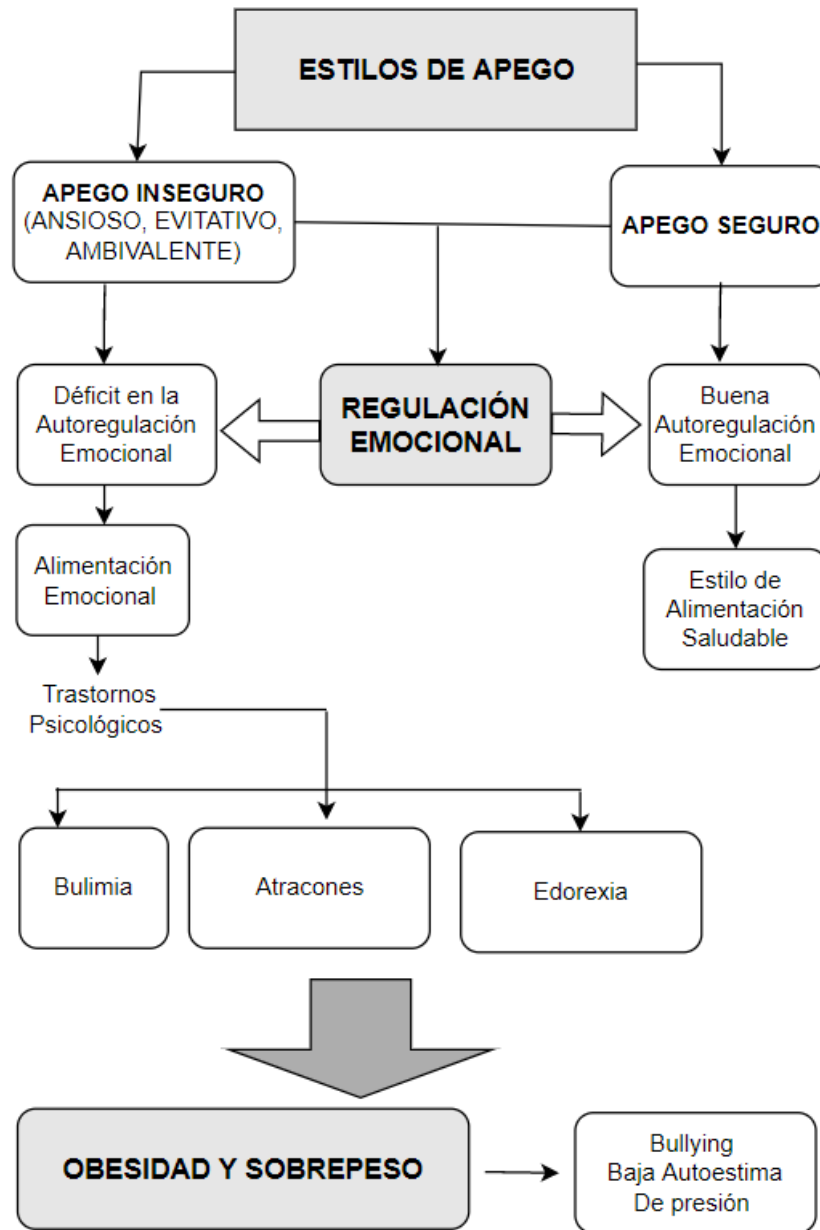 ESTILOS DE APEGO
APEGO INSEGURO
(ANSIOSO, EVITATIVO,
AMBIVALENTE)
APEGO SEGURO
Déficit en la
Autoregulación
Emocional
REGULACIÓN
EMOCIONAL
Buena
Autoregulación
Emocional
Alimentación
Emocional
Estilo de
Alimentación
Saludable
Trastornos
Psicológicos
Bulimia
Atracones
Edorexia
OBESIDAD Y SOBREPESO
Bullying
Baja Autoestima
De presión